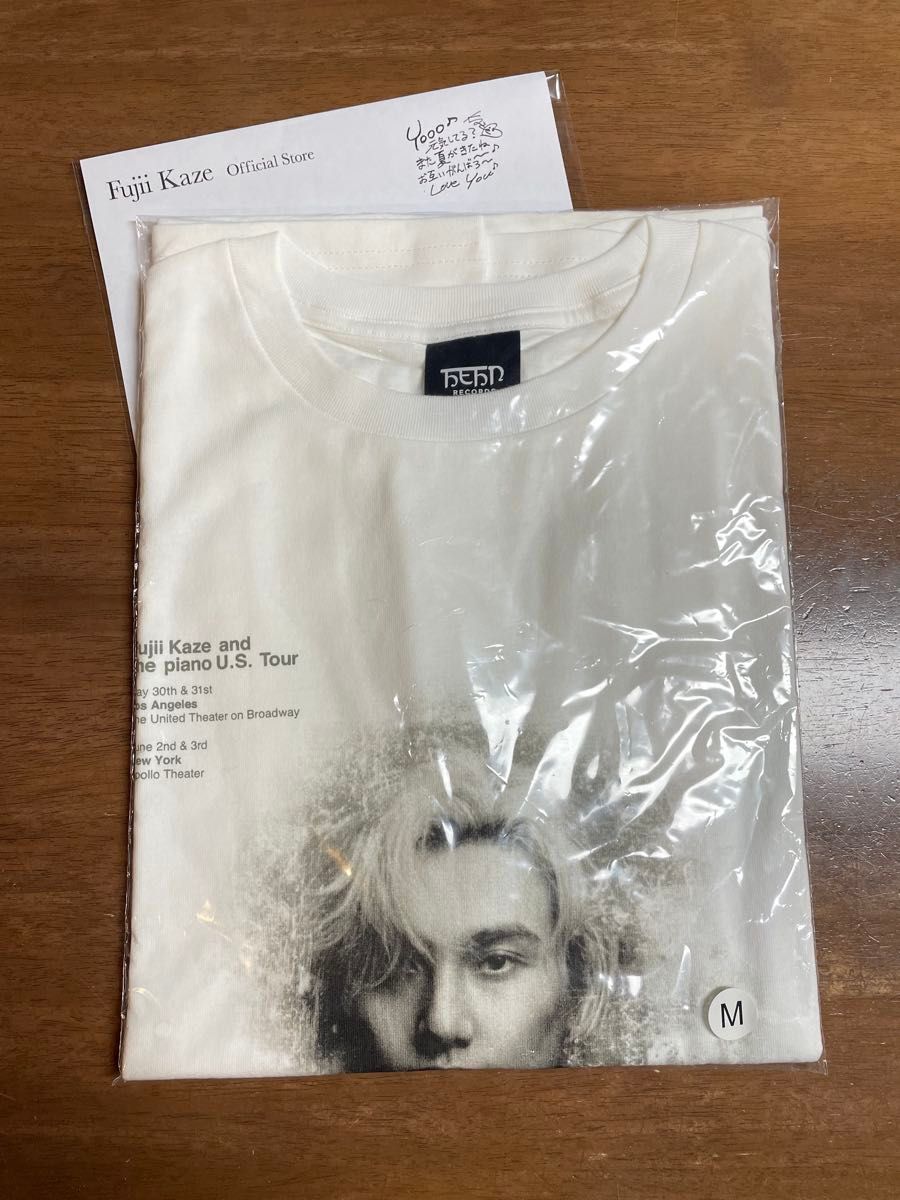 Fujii Kaze Official Store
Yooo♪
元気してる?
また夏がきたね♪
お互いがんばろ〜
Love You♪
HEHN
RECORDS
ujii Kaze and
he piano U.S. Tour
ay 30th & 31st
os Angeles
he United Theater on Broadway
une 2nd & 3rd
ew York
pollo Theater
M